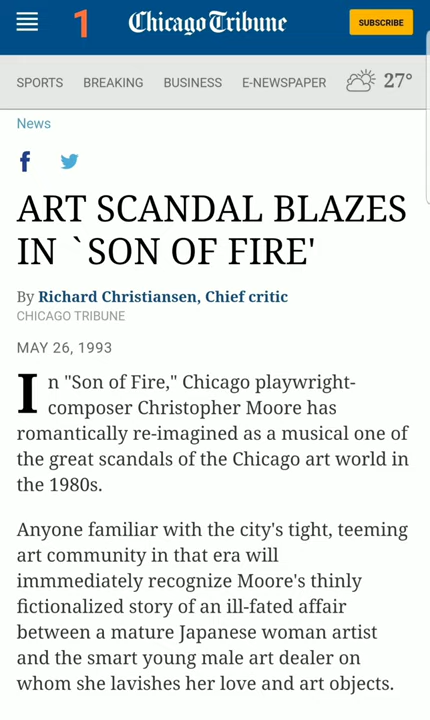 1
Chicago Tribune
SUBSCRIBE
SPORTS BREAKING BUSINESS E-NEWSPAPER 27°
News
ART SCANDAL BLAZES
IN `SON OF FIRE'
By Richard Christiansen, Chief critic
CHICAGO TRIBUNE
MAY 26, 1993
In "Son of Fire," Chicago playwright-
composer Christopher Moore has
romantically re-imagined as a musical one of
the great scandals of the Chicago art world in
the 1980s.
Anyone familiar with the city's tight, teeming
art community in that era will
immmediately recognize Moore's thinly
fictionalized story of an ill-fated affair
between a mature Japanese woman artist
and the smart young male art dealer on
whom she lavishes her love and art objects.